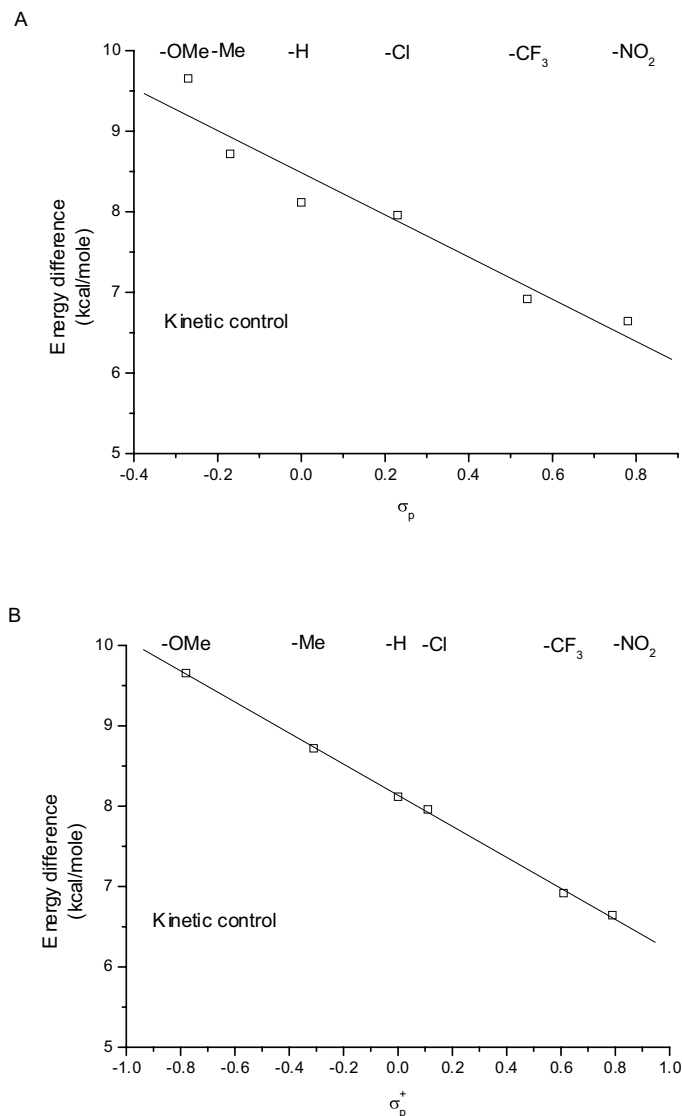 A
-OMe -Me -H -Cl -CF₃ -NO₂
10
9
8
7
6
5
Energy difference
(kcal/mole)
Kinetic control
-0.4 -0.2 0.0 0.2 0.4 0.6 0.8
σₚ
B
-OMe -Me -H -Cl -CF₃ -NO₂
10
9
8
7
6
5
Energy difference
(kcal/mole)
Kinetic control
-1.0 -0.8 -0.6 -0.4 -0.2 0.0 0.2 0.4 0.6 0.8 1.0
σₚ⁺